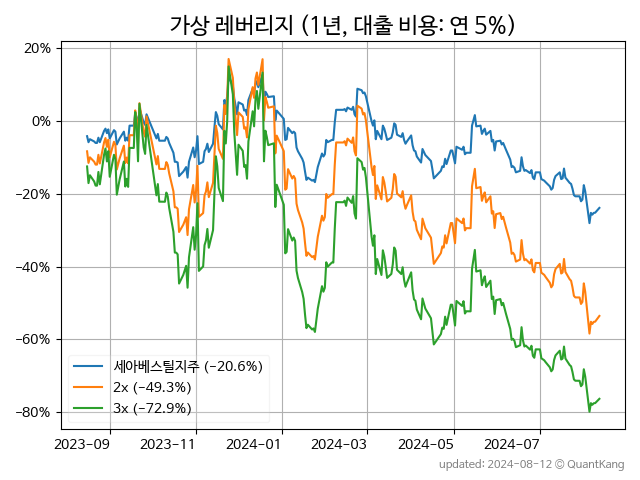 가상 레버리지 (1년, 대출 비용: 연 5%)
20%
0%
−20%
−40%
−60%
−80%
세아베스틸지주 (−20.6%)
2x (−49.3%)
3x (−72.9%)
2023-09 2023-11 2024-01 2024-03 2024-05 2024-07
updated: 2024-08-12 © QuantKang